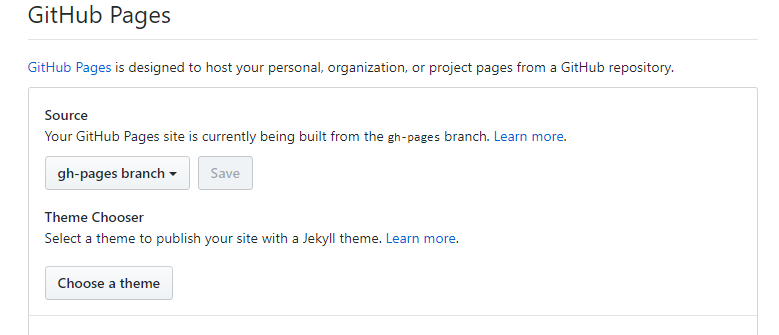 GitHub Pages
GitHub Pages is designed to host your personal, organization, or project pages from a GitHub repository.
Source
Your GitHub Pages site is currently being built from the gh-pages branch. Learn more.
gh-pages branch Save
Theme Chooser
Select a theme to publish your site with a Jekyll theme. Learn more.
Choose a theme